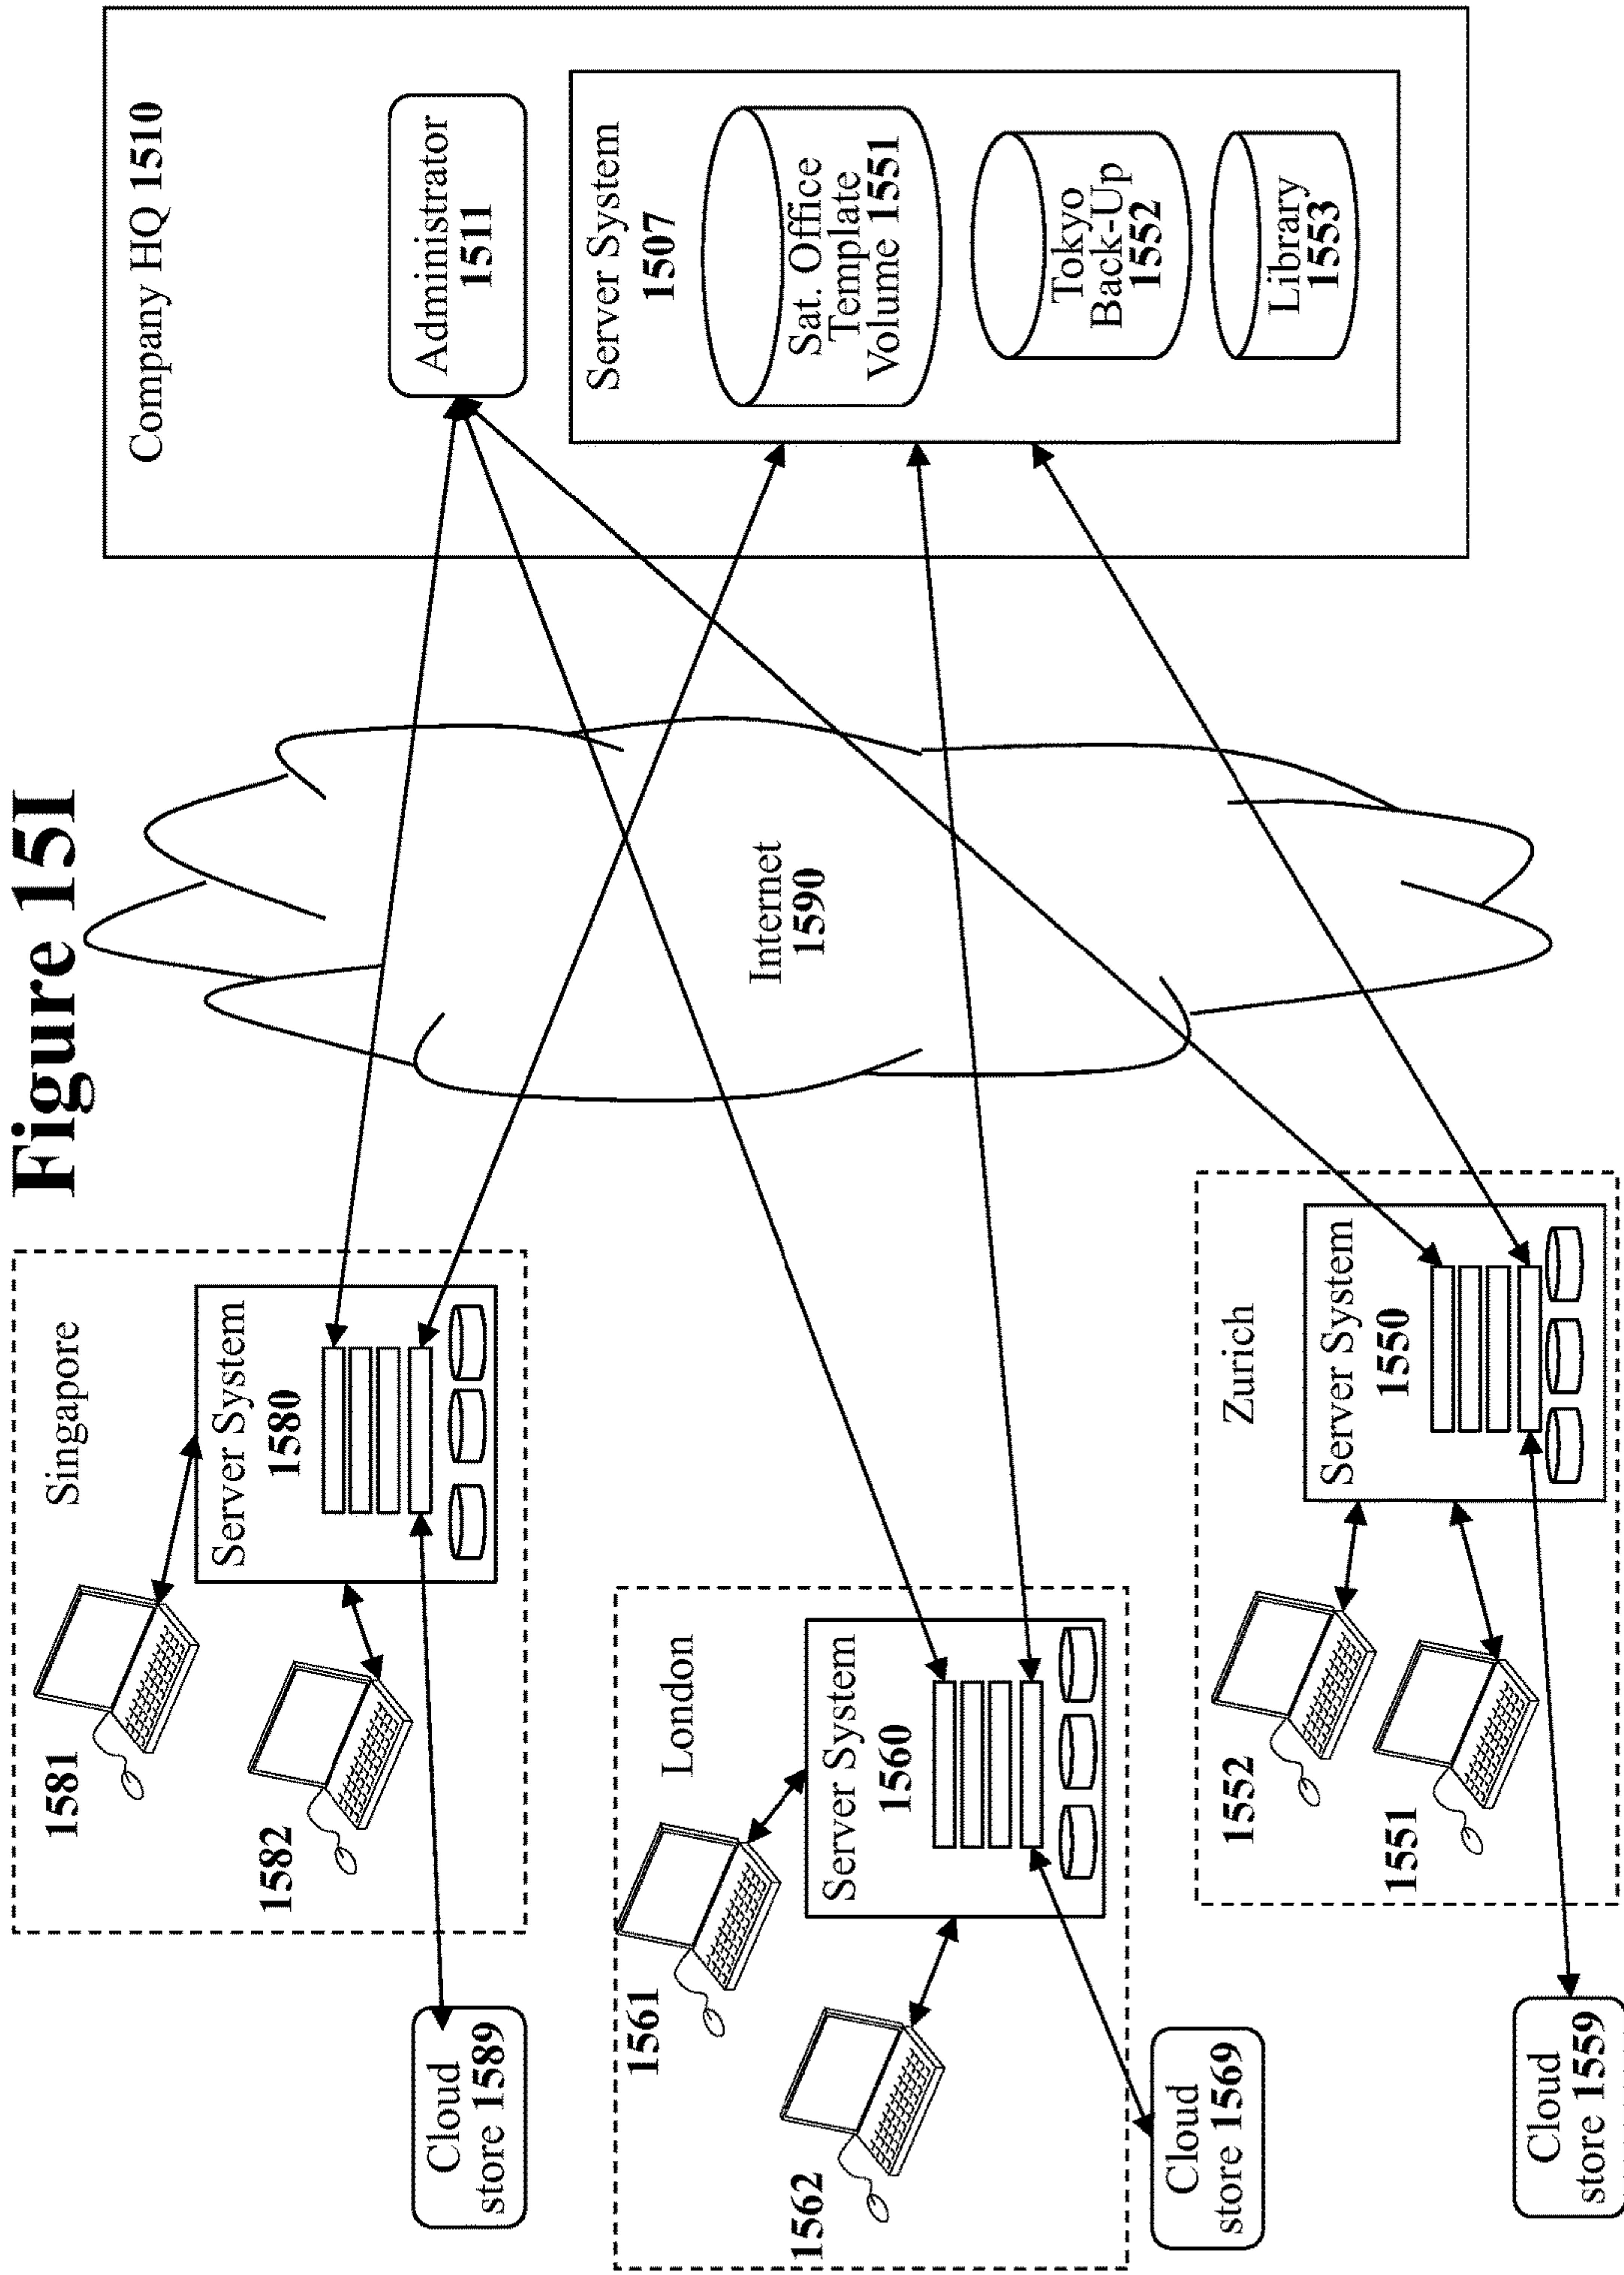 Figure 15I
Singapore
1581
1582
Server System
1580
Cloud
store 1589
London
1561
1562
Server System
1560
Cloud
store 1569
Zurich
1552
1551
Server System
1550
Cloud
store 1559
Internet
1590
Company HQ 1510
Administrator
1511
Server System
1507
Sat. Office
Template
Volume 1551
Tokyo
Back-Up
1552
Library
1553